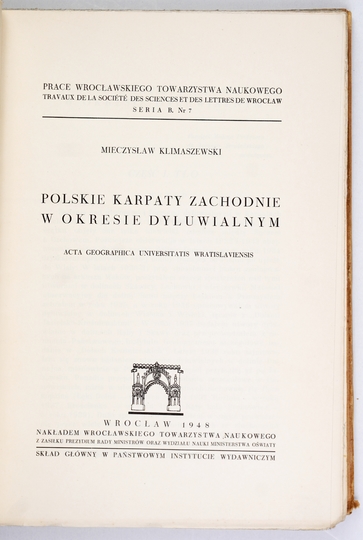 PRACE WROCŁAWSKIEGO TOWARZYSTWA NAUKOWEGO
TRAVAUX DE LA SOCIÉTÉ DES SCIENCES ET DES LETTRES DE WROCŁAW
SERIA B, Nr 7
MIECZYSŁAW KLIMASZEWSKI
POLSKIE KARPATY ZACHODNIE
W OKRESIE DYLUWIALNYM
ACTA GEOGRAPHICA UNIVERSITATIS WRATISLAVIENSIS
WROCŁAW 1948
NAKŁADEM WROCŁAWSKIEGO TOWARZYSTWA NAUKOWEGO
Z ZASIŁKU PREZYDIUM RADY MINISTRÓW ORAZ WYDZIAŁU NAUKI MINISTERSTWA OŚWIATY
SKŁAD GŁÓWNY W PAŃSTWOWYM INSTYTUCIE WYDAWNICZYM